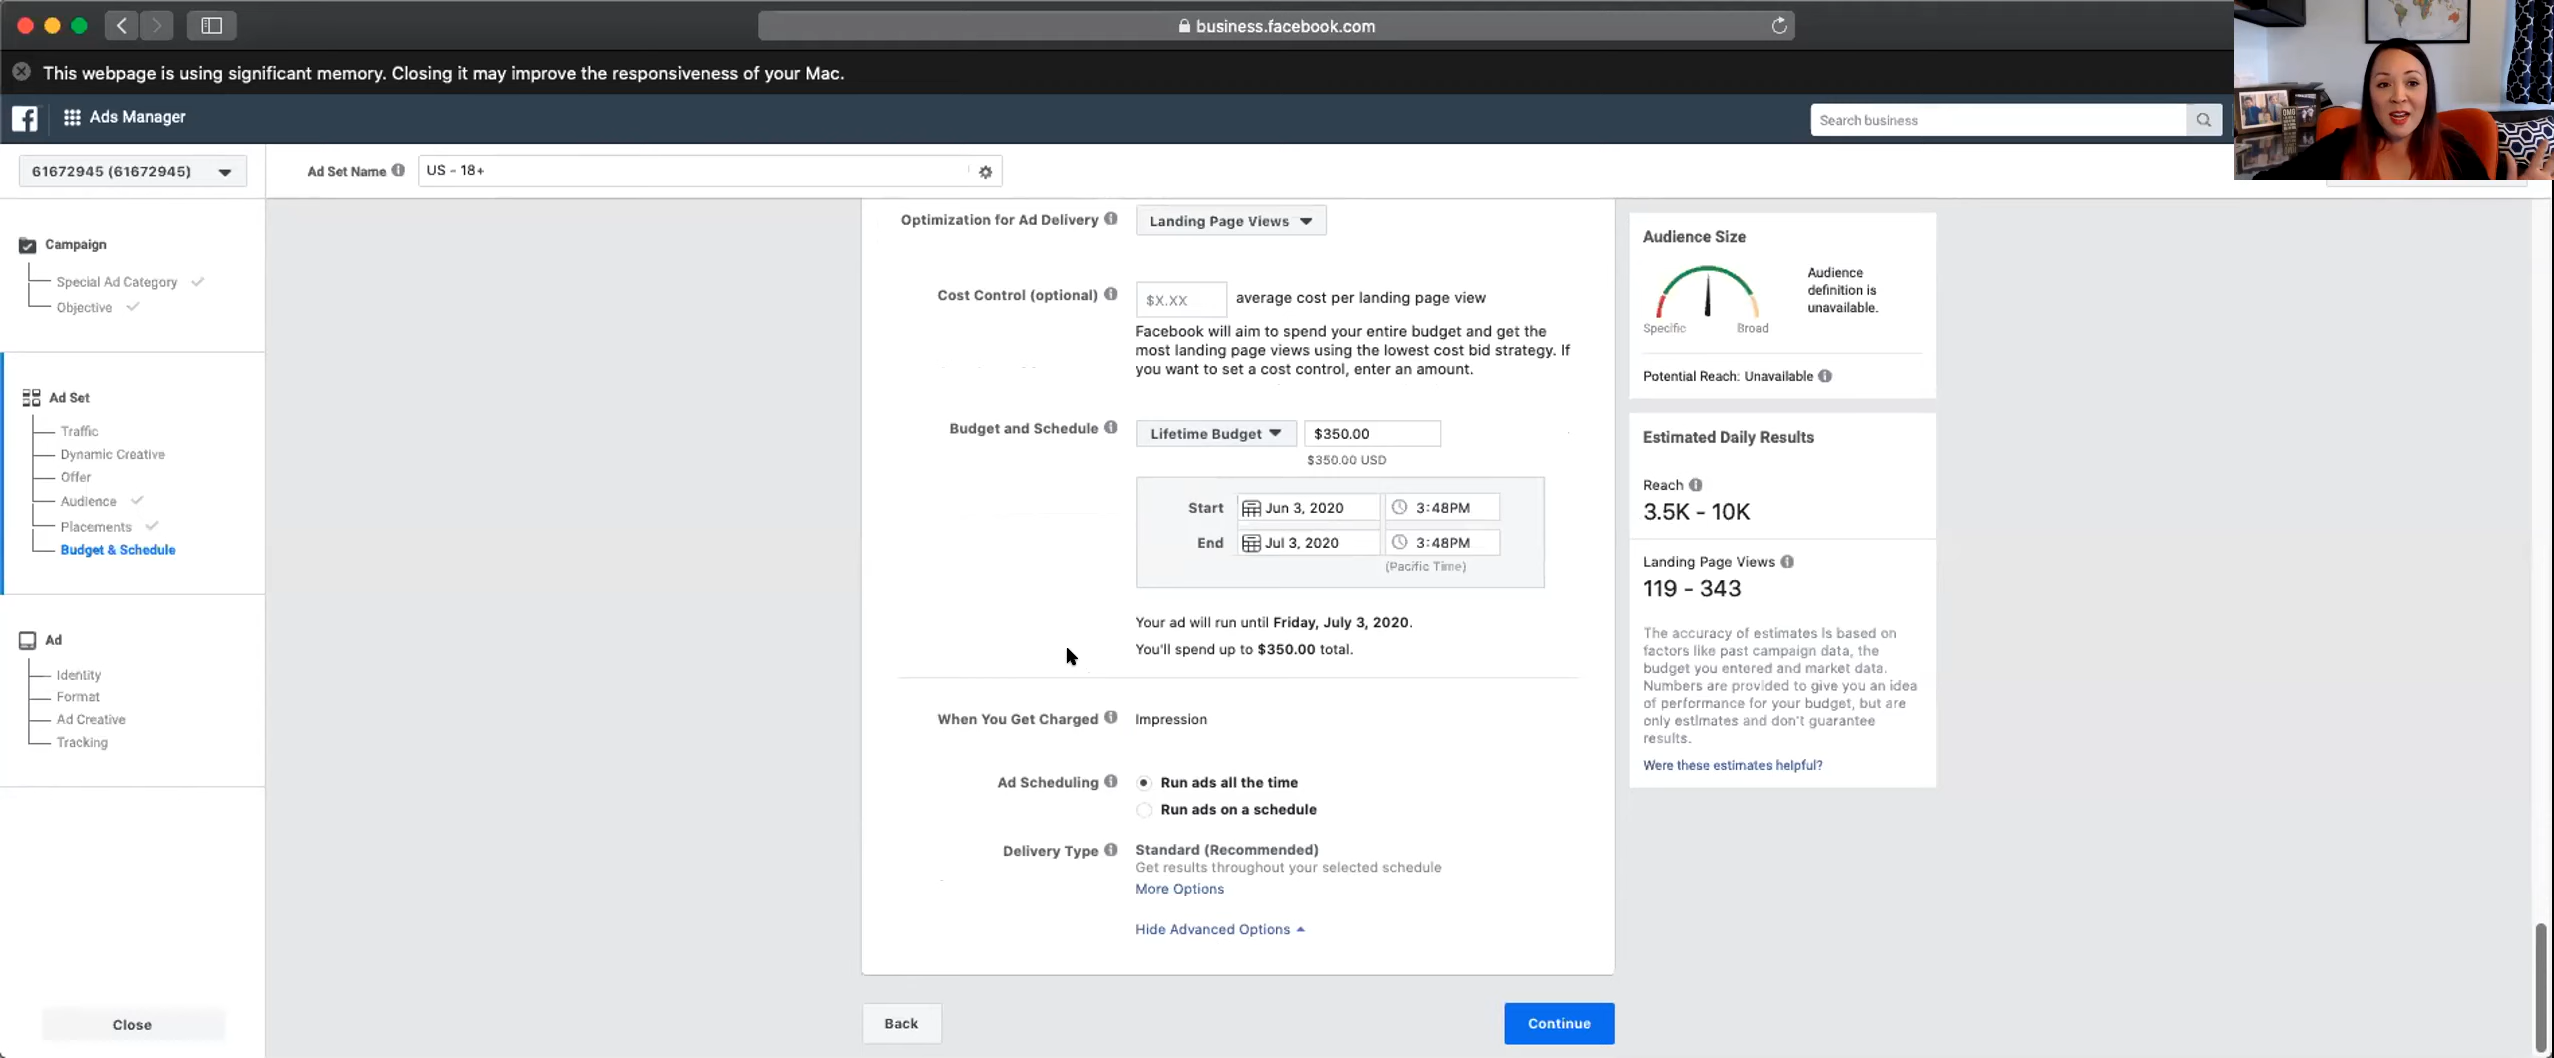 business.facebook.com
This webpage is using significant memory. Closing it may improve the responsiveness of your Mac.
Ads Manager
Search business
61672945 (61672945)
Ad Set Name
US - 18+
Campaign
Special Ad Category
Objective
Ad Set
Traffic
Dynamic Creative
Offer
Audience
Placements
Budget & Schedule
Ad
Identity
Format
Ad Creative
Tracking
Close
Optimization for Ad Delivery
Landing Page Views
Cost Control (optional)
$X.XX
average cost per landing page view
Facebook will aim to spend your entire budget and get the
most landing page views using the lowest cost bid strategy. If
you want to set a cost control, enter an amount.
Budget and Schedule
Lifetime Budget
$350.00
$350.00 USD
Start
Jun 3, 2020
3:48PM
End
Jul 3, 2020
3:48PM
(Pacific Time)
Your ad will run until Friday, July 3, 2020.
You'll spend up to $350.00 total.
When You Get Charged
Impression
Ad Scheduling
Run ads all the time
Run ads on a schedule
Delivery Type
Standard (Recommended)
Get results throughout your selected schedule
More Options
Hide Advanced Options
Back
Continue
Audience Size
Audience
definition is
unavailable.
Specific
Broad
Potential Reach: Unavailable
Estimated Daily Results
Reach
3.5K - 10K
Landing Page Views
119 - 343
The accuracy of estimates is based on
factors like past campaign data, the
budget you entered and market data.
Numbers are provided to give you an idea
of performance for your budget, but are
only estimates and don't guarantee
results.
Were these estimates helpful?